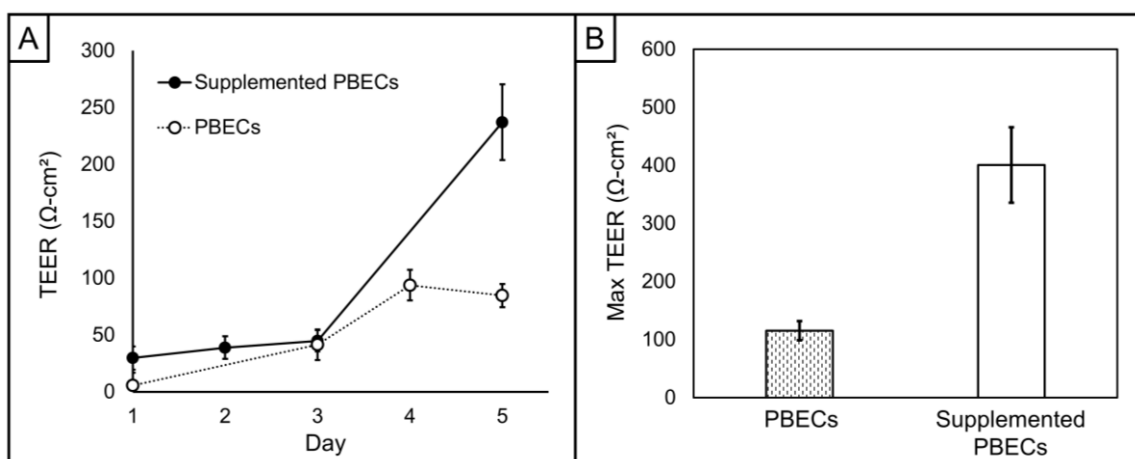 A
300
250
200
150
100
50
0
TEER (Ω-cm²)
Supplemented PBECs
PBECs
1 2 3 4 5
Day
B
600
500
400
300
200
100
0
Max TEER (Ω-cm²)
PBECs
Supplemented
PBECs